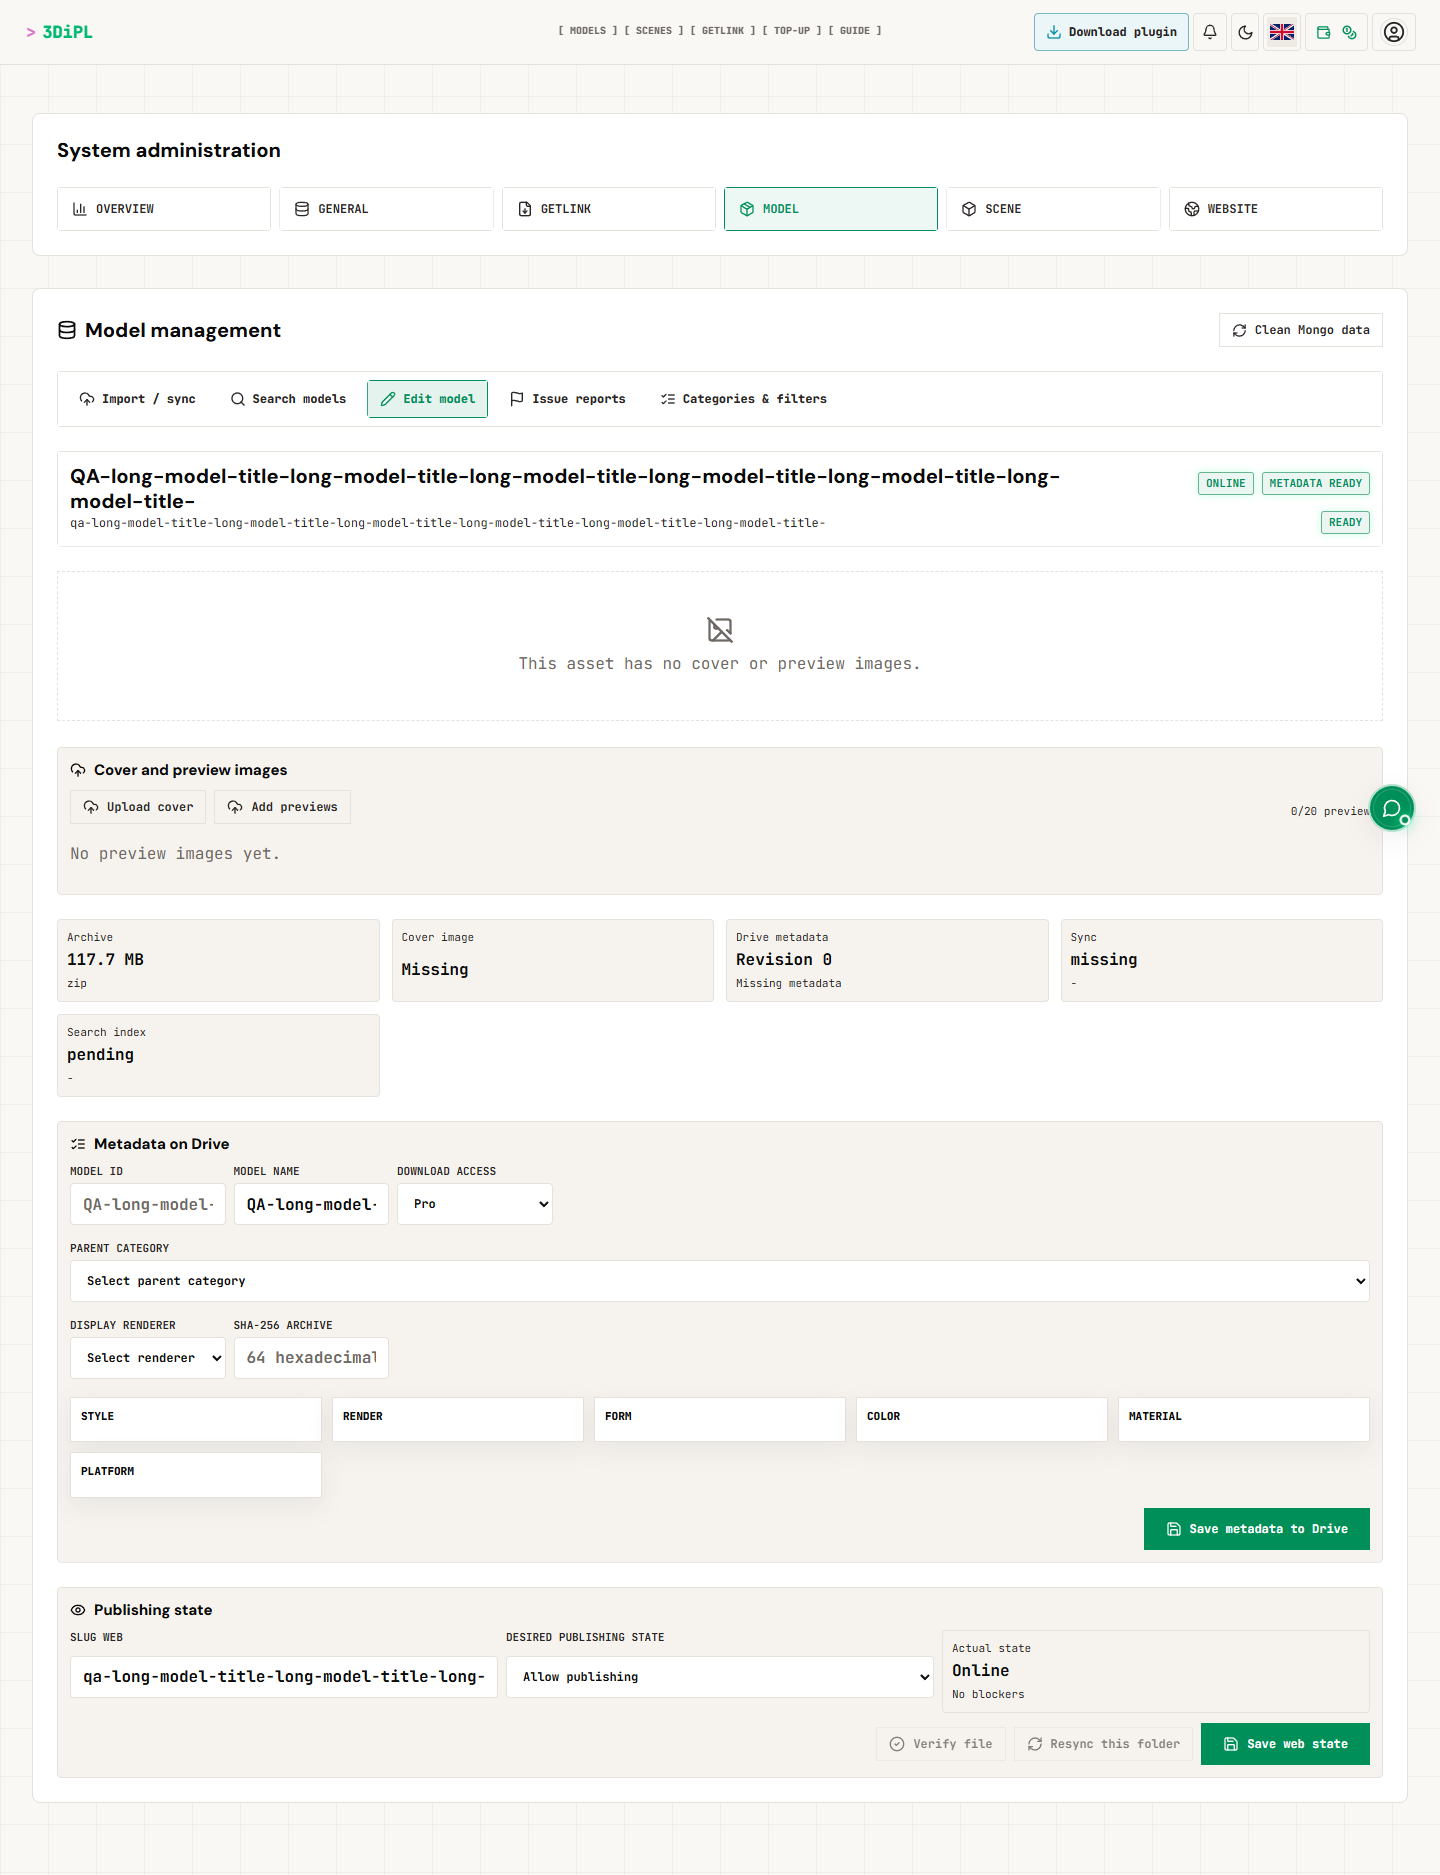 > 3DiPL
[ MODELS ] [ SCENES ] [ GETLINK ] [ TOP-UP ] [ GUIDE ]
Download plugin
System administration
OVERVIEW
GENERAL
GETLINK
MODEL
SCENE
WEBSITE
Model management
Clean Mongo data
Import / sync
Search models
Edit model
Issue reports
Categories & filters
QA-long-model-title-long-model-title-long-model-title-long-model-title-long-model-title-long-
model-title-
qa-long-model-title-long-model-title-long-model-title-long-model-title-long-model-title-long-model-title-
ONLINE
METADATA READY
READY
This asset has no cover or preview images.
Cover and preview images
Upload cover
Add previews
0/20 preview
No preview images yet.
Archive
117.7 MB
zip
Cover image
Missing
Drive metadata
Revision 0
Missing metadata
Sync
missing
-
Search index
pending
-
Metadata on Drive
MODEL ID
MODEL NAME
DOWNLOAD ACCESS
QA-long-model-
QA-long-model-
Pro
PARENT CATEGORY
Select parent category
DISPLAY RENDERER
SHA-256 ARCHIVE
Select renderer
64 hexadecimal
STYLE
RENDER
FORM
COLOR
MATERIAL
PLATFORM
Save metadata to Drive
Publishing state
SLUG WEB
DESIRED PUBLISHING STATE
qa-long-model-title-long-model-title-long-
Allow publishing
Actual state
Online
No blockers
Verify file
Resync this folder
Save web state